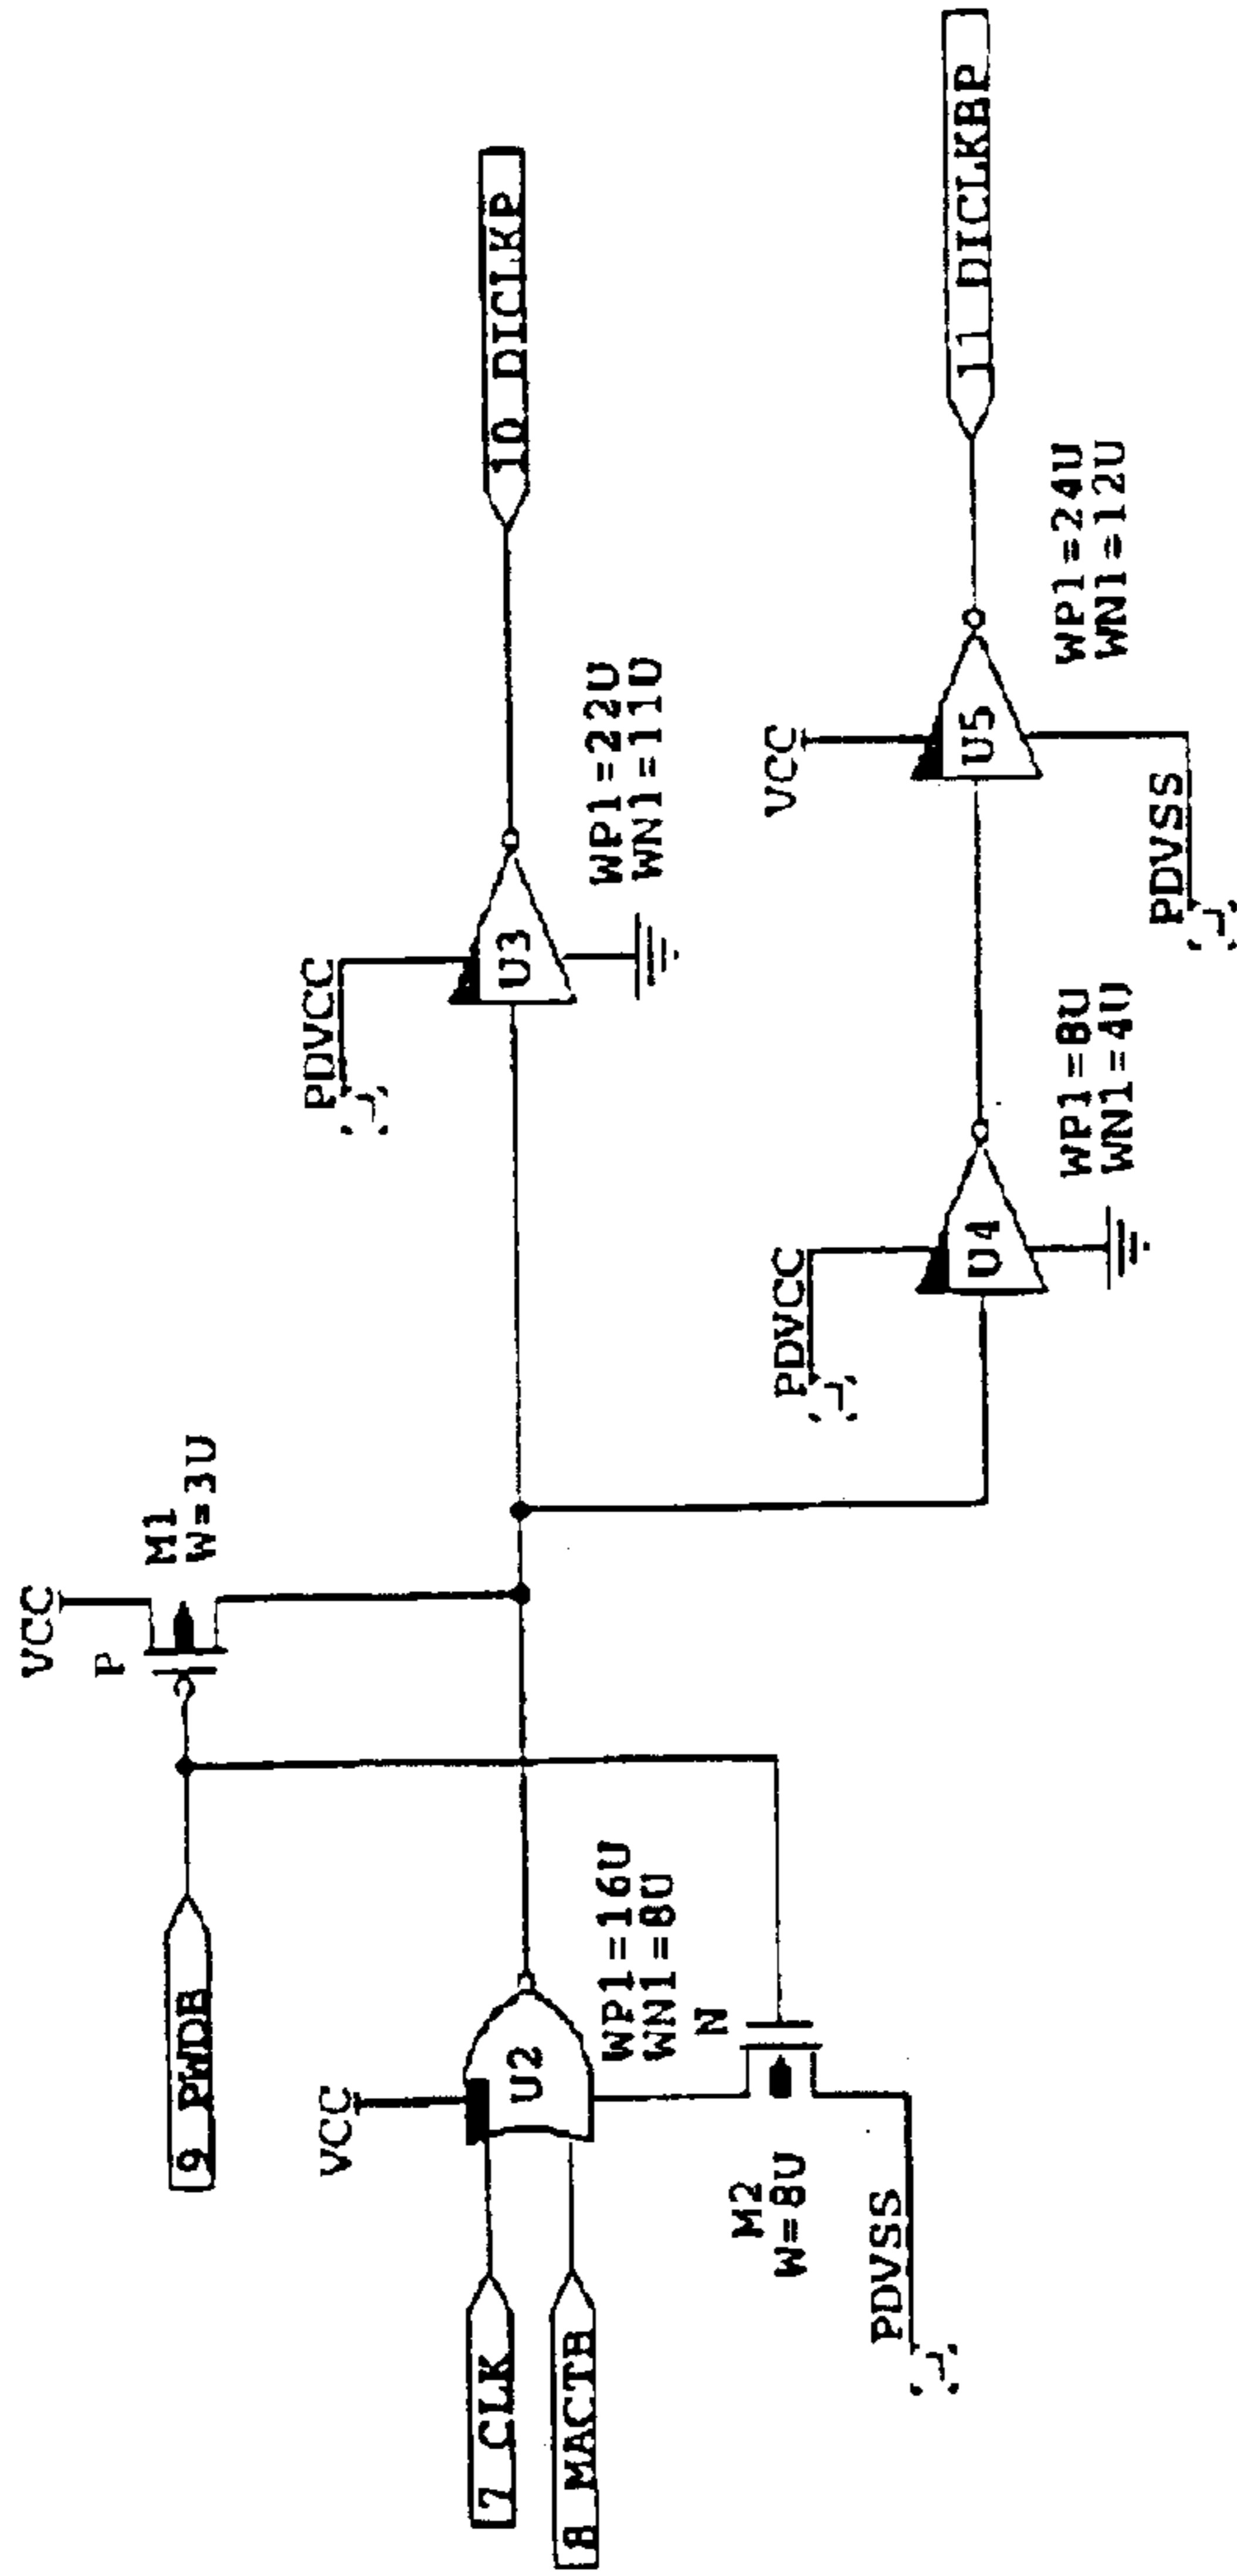 VCC
P
M1
W=3U
9 PWDB
7 CLK
8 MACTB
VCC
U2
WP1=16U
WN1=8U
N
M2
W=8U
PDVSS
PDVCC
U3
WP1=22U
WN1=11U
10 DICLKP
PDVCC
U4
WP1=8U
WN1=4U
VCC
U5
WP1=24U
WN1=12U
PDVSS
11 DICLKBP